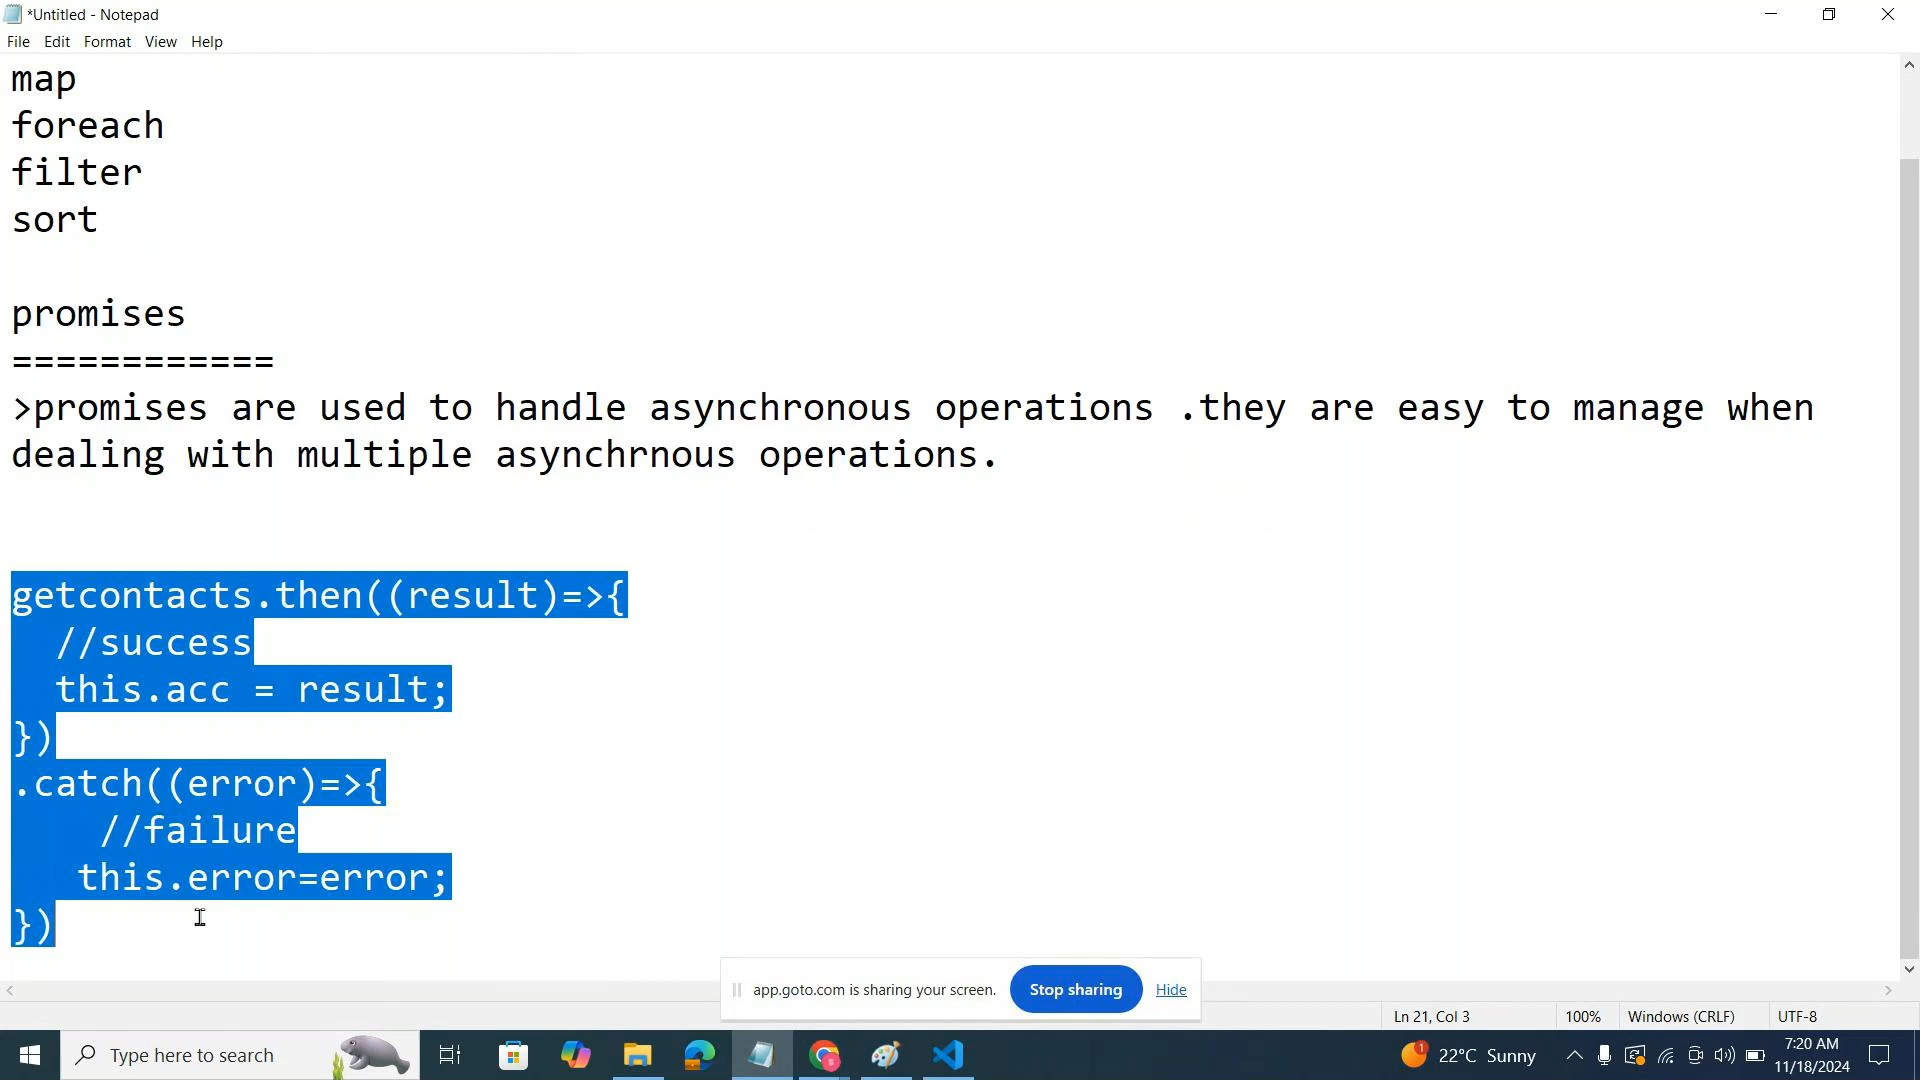 *Untitled - Notepad
File Edit Format View Help
map
foreach
filter
sort
promises
============
>promises are used to handle asynchronous operations .they are easy to manage when
dealing with multiple asynchrnous operations.
getcontacts.then((result)=>{
//success
this.acc = result;
})
.catch((error)=>{
//failure
this.error=error;
})
app.goto.com is sharing your screen. Stop sharing Hide
Ln 21, Col 3 100% Windows (CRLF) UTF-8
Type here to search 1 22°C Sunny 7:20 AM
11/18/2024